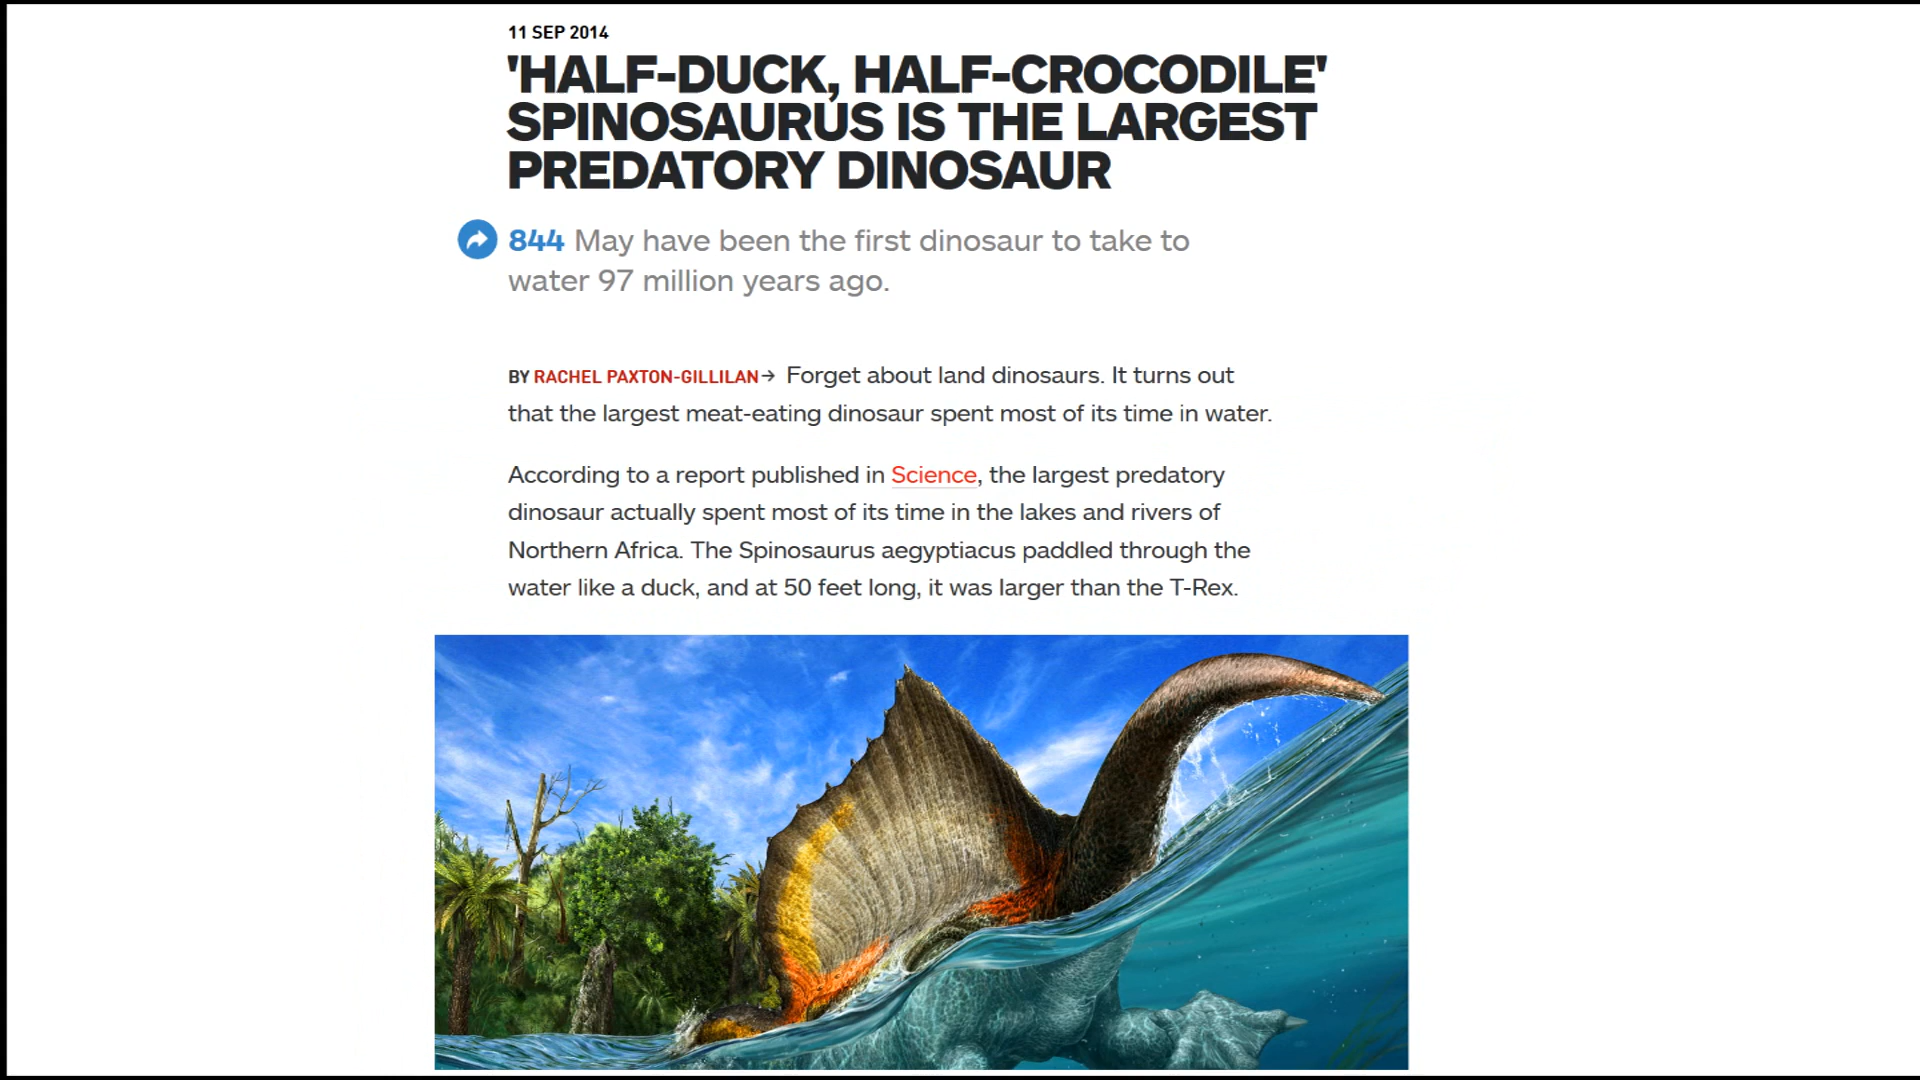 11 SEP 2014
'HALF-DUCK, HALF-CROCODILE'
SPINOSAURUS IS THE LARGEST
PREDATORY DINOSAUR
844 May have been the first dinosaur to take to
water 97 million years ago.
BY RACHEL PAXTON-GILLILAN→ Forget about land dinosaurs. It turns out
that the largest meat-eating dinosaur spent most of its time in water.
According to a report published in Science, the largest predatory
dinosaur actually spent most of its time in the lakes and rivers of
Northern Africa. The Spinosaurus aegyptiacus paddled through the
water like a duck, and at 50 feet long, it was larger than the T-Rex.